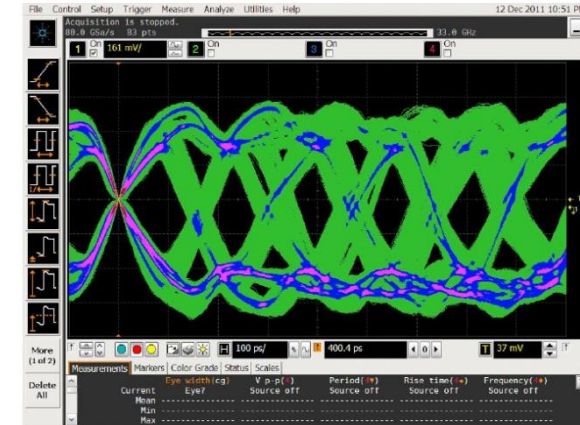 File Control Setup Trigger Measure Analyze Utilities Help 12 Dec 2011 10:51 P
Acquisition is stopped.
80.0 GSa/s 83 pts 33.0 GHz
1 On 161 mV/ 2 On 3 On 4 On
More
(1 of 2)
Delete
All
H 100 ps/ 400.4 ps 0 T 37 mV
Measurements Markers Color Grade Status Scales
Eye width(cg) V p-p( Period( Rise time( Frequency(
Current Eye? Source off Source off Source off Source off
Mean
Min
Max